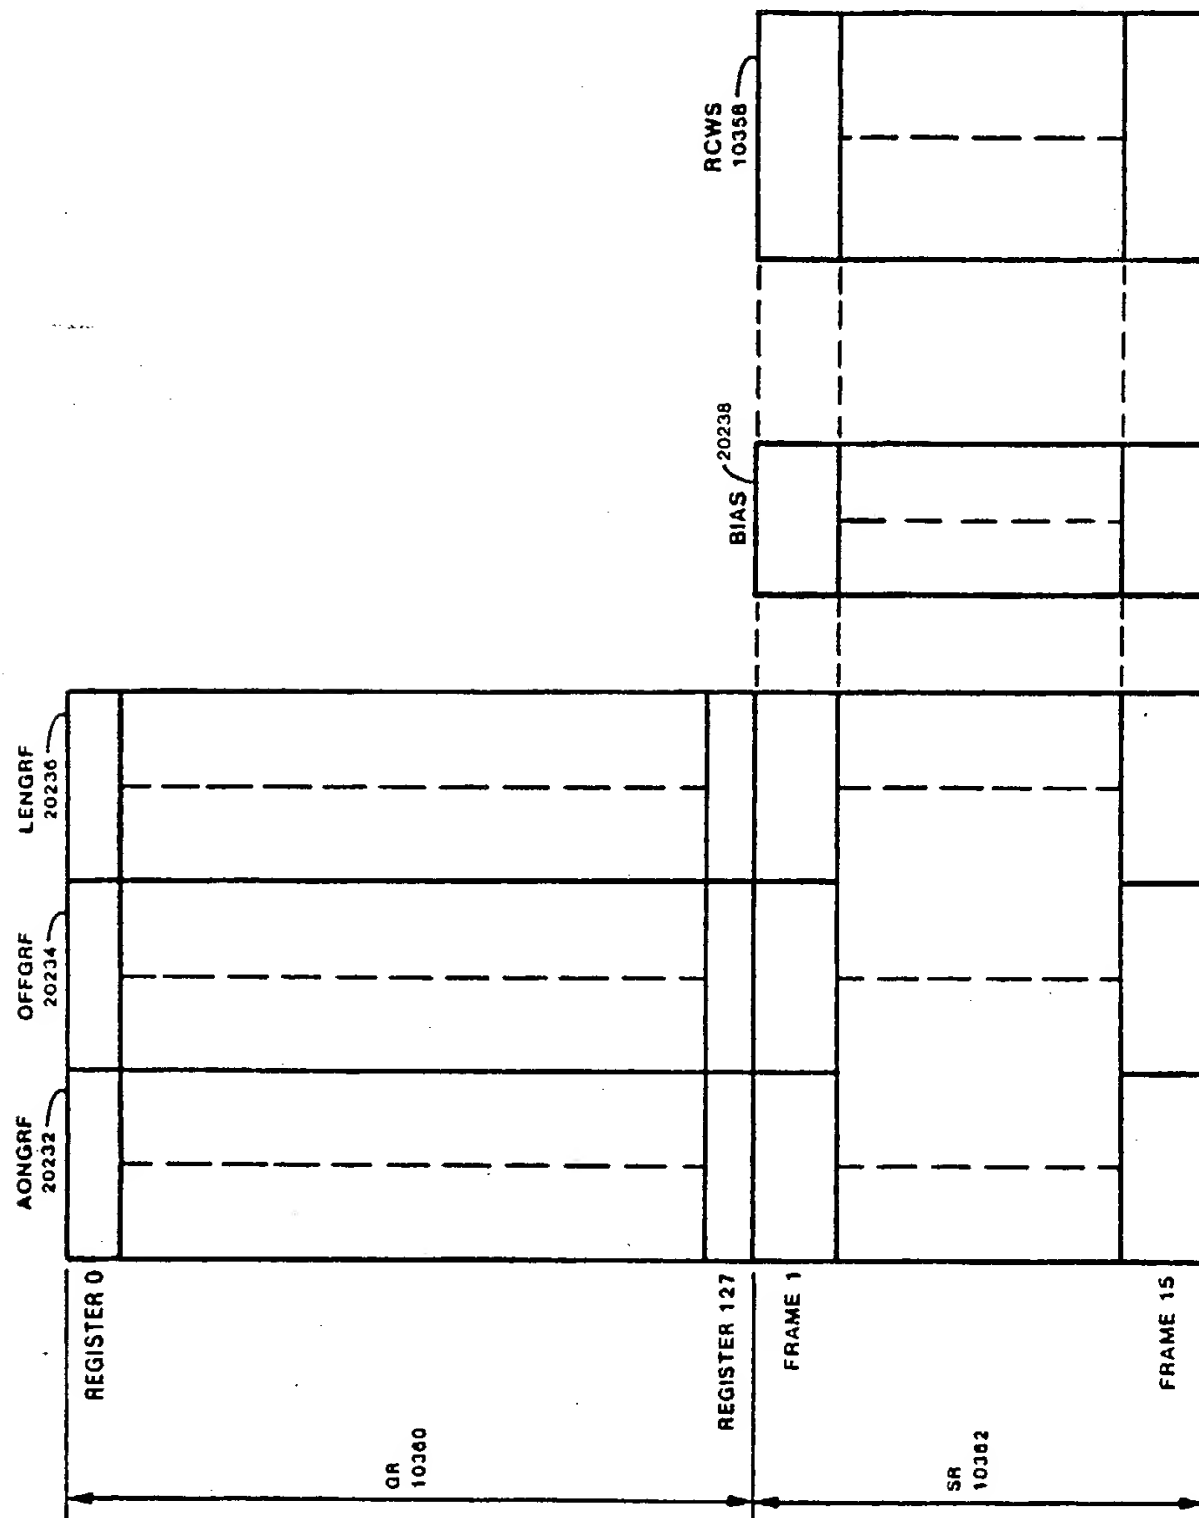 AONGRF
20232
OFFGRF
20234
LENGRF
20236
RCWS
10358
BIAS
20238
REGISTER 0
GR
10360
REGISTER 127
FRAME 1
SR
10362
FRAME 15